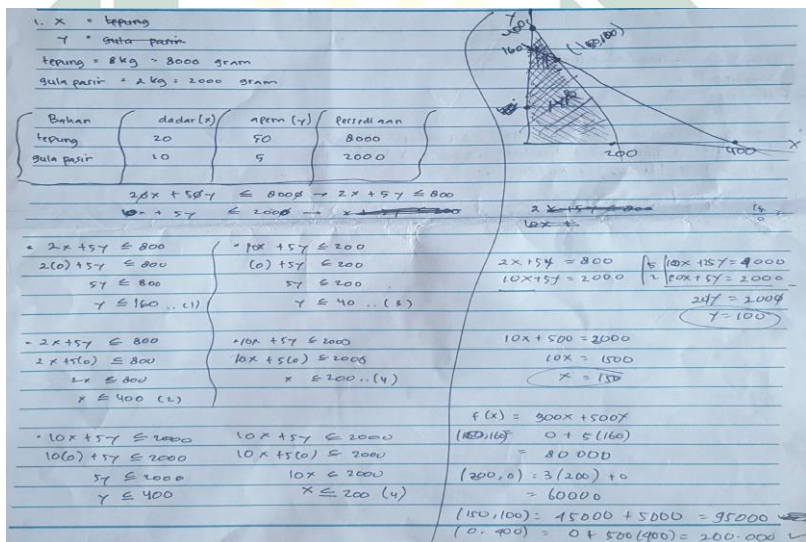 1. x = tepung
y = gula pasir
tepung = 8 kg = 8000 gram
gula pasir = 2 kg = 2000 gram
Bahan dadar (x) apem (y) Persediaan
tepung 20 50 8000
gula pasir 10 5 2000
20x + 50y ≤ 8000 → 2x + 5y ≤ 800
10x + 5y ≤ 2000 →
• 2x + 5y ≤ 800
2(0) + 5y ≤ 800
5y ≤ 800
y ≤ 160 .. (1)
• 10x + 5y ≤ 200
(0) + 5y ≤ 200
5y ≤ 200
y ≤ 40 .. (3)
• 2x + 5y ≤ 800
2x + 5(0) ≤ 800
2x ≤ 800
x ≤ 400 (2)
• 10x + 5y ≤ 2000
10x + 5(0) ≤ 2000
x ≤ 200 .. (4)
• 10x + 5y ≤ 2000
10(0) + 5y ≤ 2000
5y ≤ 2000
y ≤ 400
10x + 5y ≤ 2000
10x + 5(0) ≤ 2000
10x ≤ 2000
x ≤ 200 (4)
Y
160
200
400
X
2x + 5y = 800
10x + 5y = 2000
5 10x + 25y = 4000
2000
y = 100
10x + 500 = 2000
10x = 1500
x = 150
f(x) = 300x + 500y
0 + 5(160)
= 80 000
(200, 0) = 3(200) + 0
= 60000
(150, 100) = 45000 + 5000 = 95000
(0, 400) = 0 + 500(400) = 200.000